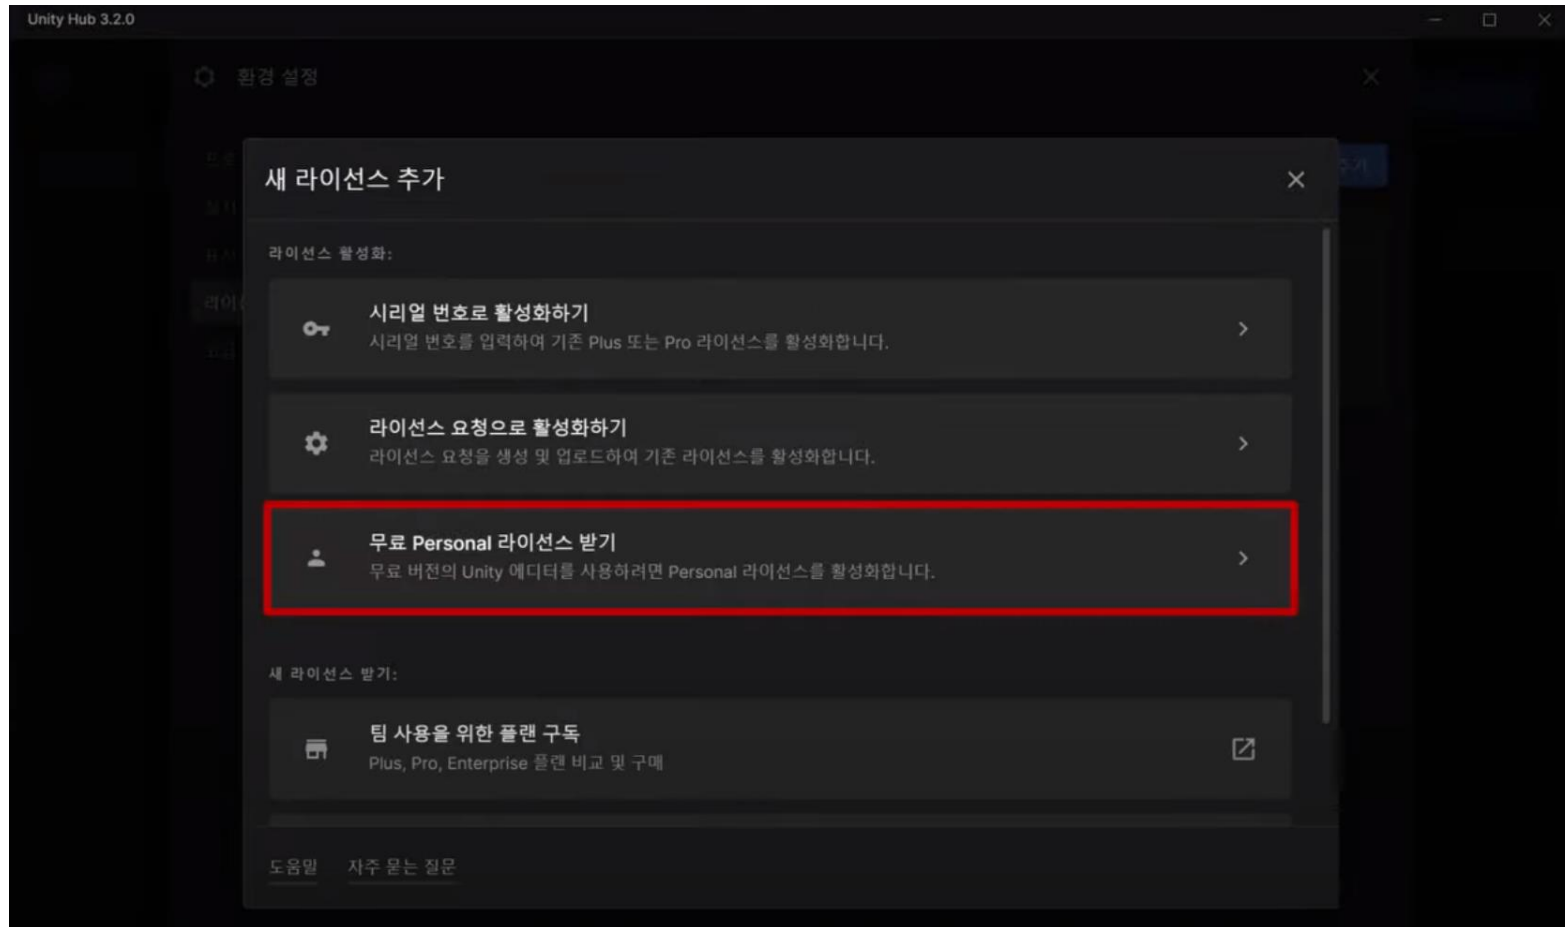 Unity Hub 3.2.0
환경 설정
새 라이선스 추가
라이선스 활성화:
시리얼 번호로 활성화하기
시리얼 번호를 입력하여 기존 Plus 또는 Pro 라이선스를 활성화합니다.
라이선스 요청으로 활성화하기
라이선스 요청을 생성 및 업로드하여 기존 라이선스를 활성화합니다.
무료 Personal 라이선스 받기
무료 버전의 Unity 에디터를 사용하려면 Personal 라이선스를 활성화합니다.
새 라이선스 받기:
팀 사용을 위한 플랜 구독
Plus, Pro, Enterprise 플랜 비교 및 구매
도움말 자주 묻는 질문